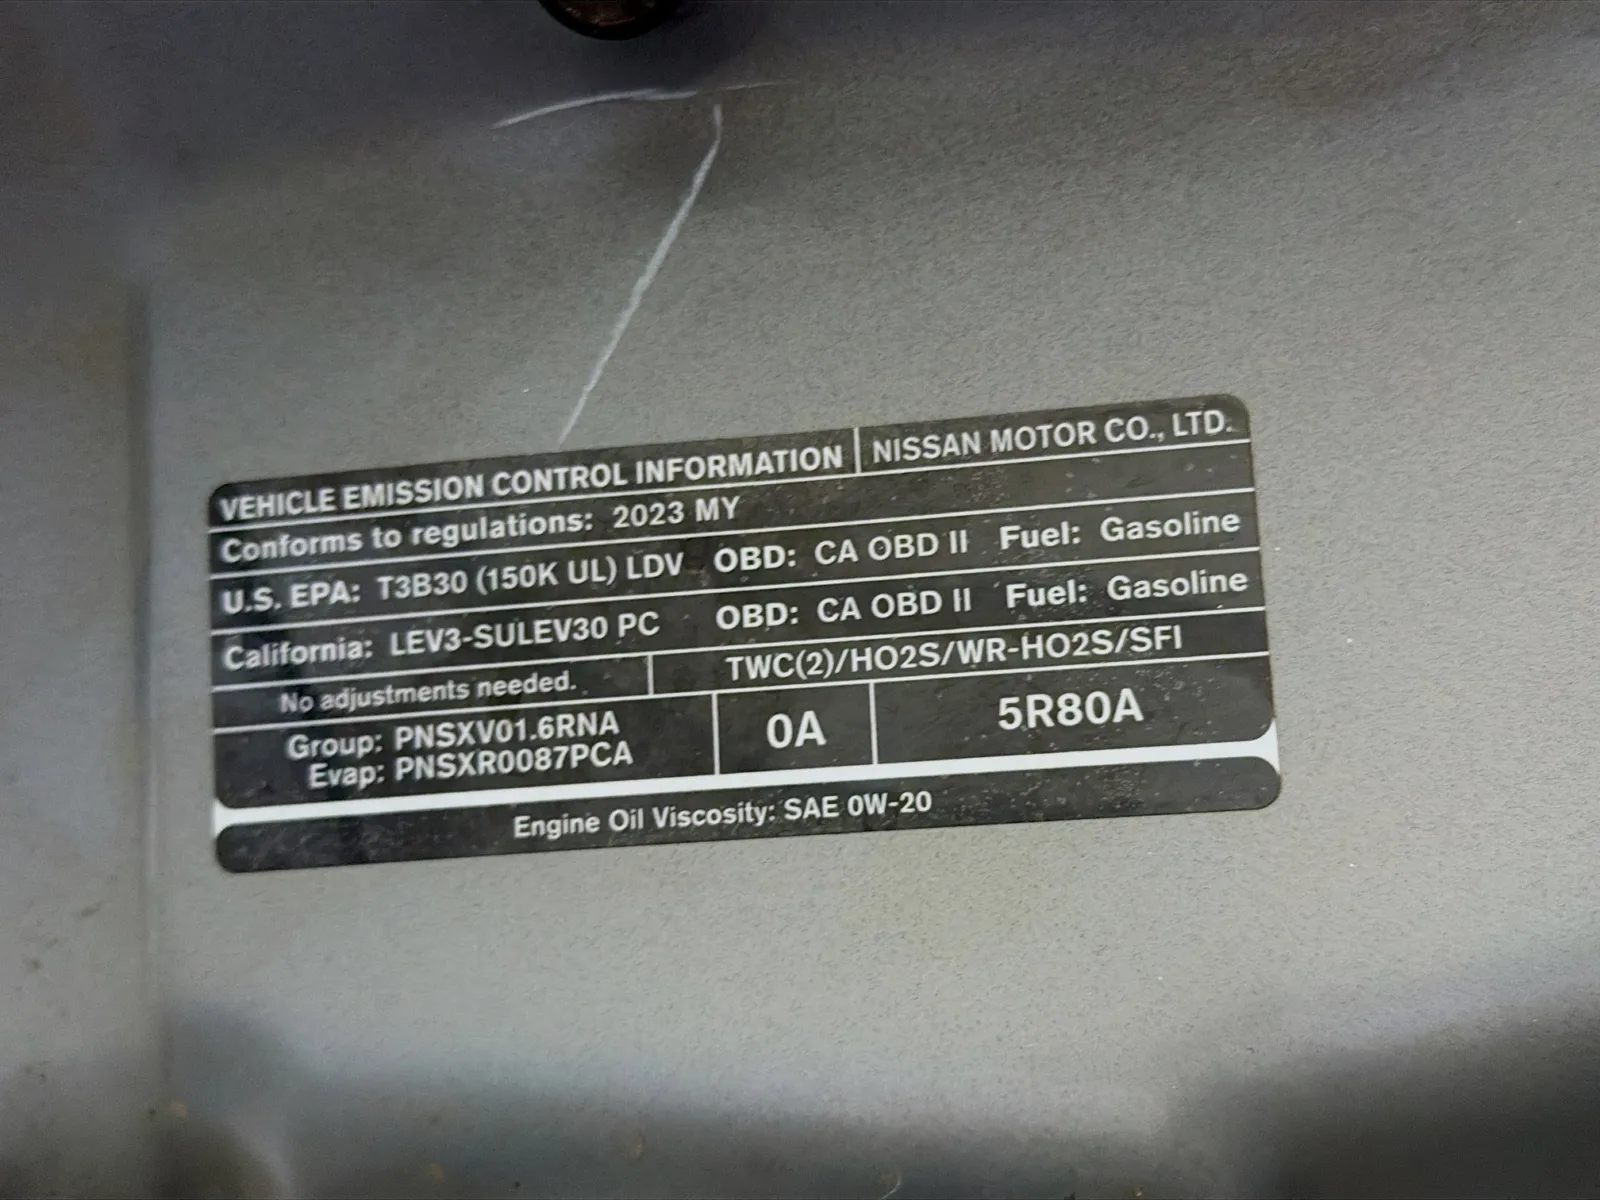 VEHICLE EMISSION CONTROL INFORMATION NISSAN MOTOR CO., LTD.
Conforms to regulations: 2023 MY
U.S. EPA: T3B30 (150K UL) LDV OBD: CA OBD II Fuel: Gasoline
California: LEV3-SULEV30 PC OBD: CA OBD II Fuel: Gasoline
No adjustments needed. TWC(2)/HO2S/WR-HO2S/SFI
Group: PNSXV01.6RNA
Evap: PNSXR0087PCA
0A
5R80A
Engine Oil Viscosity: SAE 0W-20